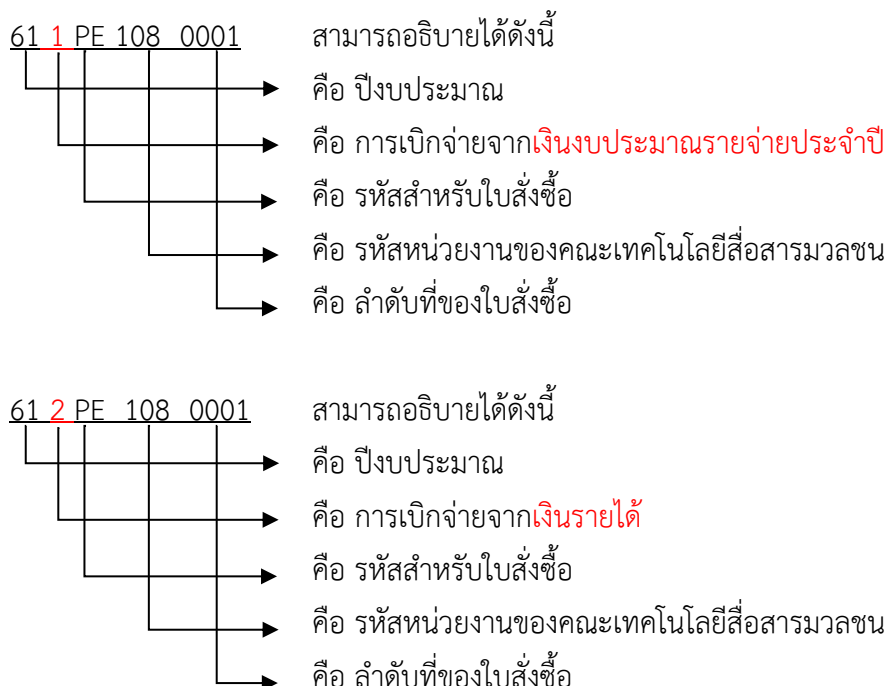 61 1 PE 108 0001 สามารถอธิบายได้ดังนี้
คือ ปีงบประมาณ
คือ การเบิกจ่ายจากเงินงบประมาณรายจ่ายประจำปี
คือ รหัสสำหรับใบสั่งซื้อ
คือ รหัสหน่วยงานของคณะเทคโนโลยีสื่อสารมวลชน
คือ ลำดับที่ของใบสั่งซื้อ
61 2 PE 108 0001 สามารถอธิบายได้ดังนี้
คือ ปีงบประมาณ
คือ การเบิกจ่ายจากเงินรายได้
คือ รหัสสำหรับใบสั่งซื้อ
คือ รหัสหน่วยงานของคณะเทคโนโลยีสื่อสารมวลชน
คือ ลำดับที่ของใบสั่งซื้อ